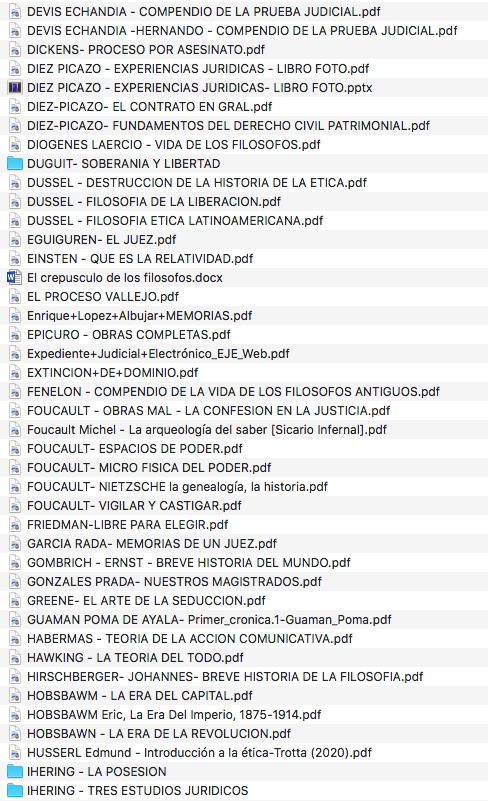 DEVIS ECHANDIA - COMPENDIO DE LA PRUEBA JUDICIAL.pdf
DEVIS ECHANDIA -HERNANDO - COMPENDIO DE LA PRUEBA JUDICIAL.pdf
DICKENS- PROCESO POR ASESINATO.pdf
DIEZ PICAZO - EXPERIENCIAS JURIDICAS - LIBRO FOTO.pdf
DIEZ PICAZO - EXPERIENCIAS JURIDICAS- LIBRO FOTO.pptx
DIEZ-PICAZO- EL CONTRATO EN GRAL.pdf
DIEZ-PICAZO- FUNDAMENTOS DEL DERECHO CIVIL PATRIMONIAL.pdf
DIOGENES LAERCIO - VIDA DE LOS FILOSOFOS.pdf
DUGUIT- SOBERANIA Y LIBERTAD
DUSSEL - DESTRUCCION DE LA HISTORIA DE LA ETICA.pdf
DUSSEL - FILOSOFIA DE LA LIBERACION.pdf
DUSSEL - FILOSOFIA ETICA LATINOAMERICANA.pdf
EGUIGUREN- EL JUEZ.pdf
EINSTEN - QUE ES LA RELATIVIDAD.pdf
El crepusculo de los filosofos.docx
EL PROCESO VALLEJO.pdf
Enrique+Lopez+Albujar+MEMORIAS.pdf
EPICURO - OBRAS COMPLETAS.pdf
Expediente+Judicial+Electrónico_EJE_Web.pdf
EXTINCION+DE+DOMINIO.pdf
FENELON - COMPENDIO DE LA VIDA DE LOS FILOSOFOS ANTIGUOS.pdf
FOUCAULT - OBRAS MAL - LA CONFESION EN LA JUSTICIA.pdf
Foucault Michel - La arqueología del saber [Sicario Infernal].pdf
FOUCAULT- ESPACIOS DE PODER.pdf
FOUCAULT- MICRO FISICA DEL PODER.pdf
FOUCAULT- NIETZSCHE la genealogía, la historia.pdf
FOUCAULT- VIGILAR Y CASTIGAR.pdf
FRIEDMAN-LIBRE PARA ELEGIR.pdf
GARCIA RADA- MEMORIAS DE UN JUEZ.pdf
GOMBRICH - ERNST - BREVE HISTORIA DEL MUNDO.pdf
GONZALES PRADA- NUESTROS MAGISTRADOS.pdf
GREENE- EL ARTE DE LA SEDUCCION.pdf
GUAMAN POMA DE AYALA- Primer_cronica.1-Guaman_Poma.pdf
HABERMAS - TEORIA DE LA ACCION COMUNICATIVA.pdf
HAWKING - LA TEORIA DEL TODO.pdf
HIRSCHBERGER- JOHANNES- BREVE HISTORIA DE LA FILOSOFIA.pdf
HOBSBAWM - LA ERA DEL CAPITAL.pdf
HOBSBAWM Eric, La Era Del Imperio, 1875-1914.pdf
HOBSBAWN - LA ERA DE LA REVOLUCION.pdf
HUSSERL Edmund - Introducción a la ética-Trotta (2020).pdf
IHERING - LA POSESION
IHERING - TRES ESTUDIOS JURIDICOS